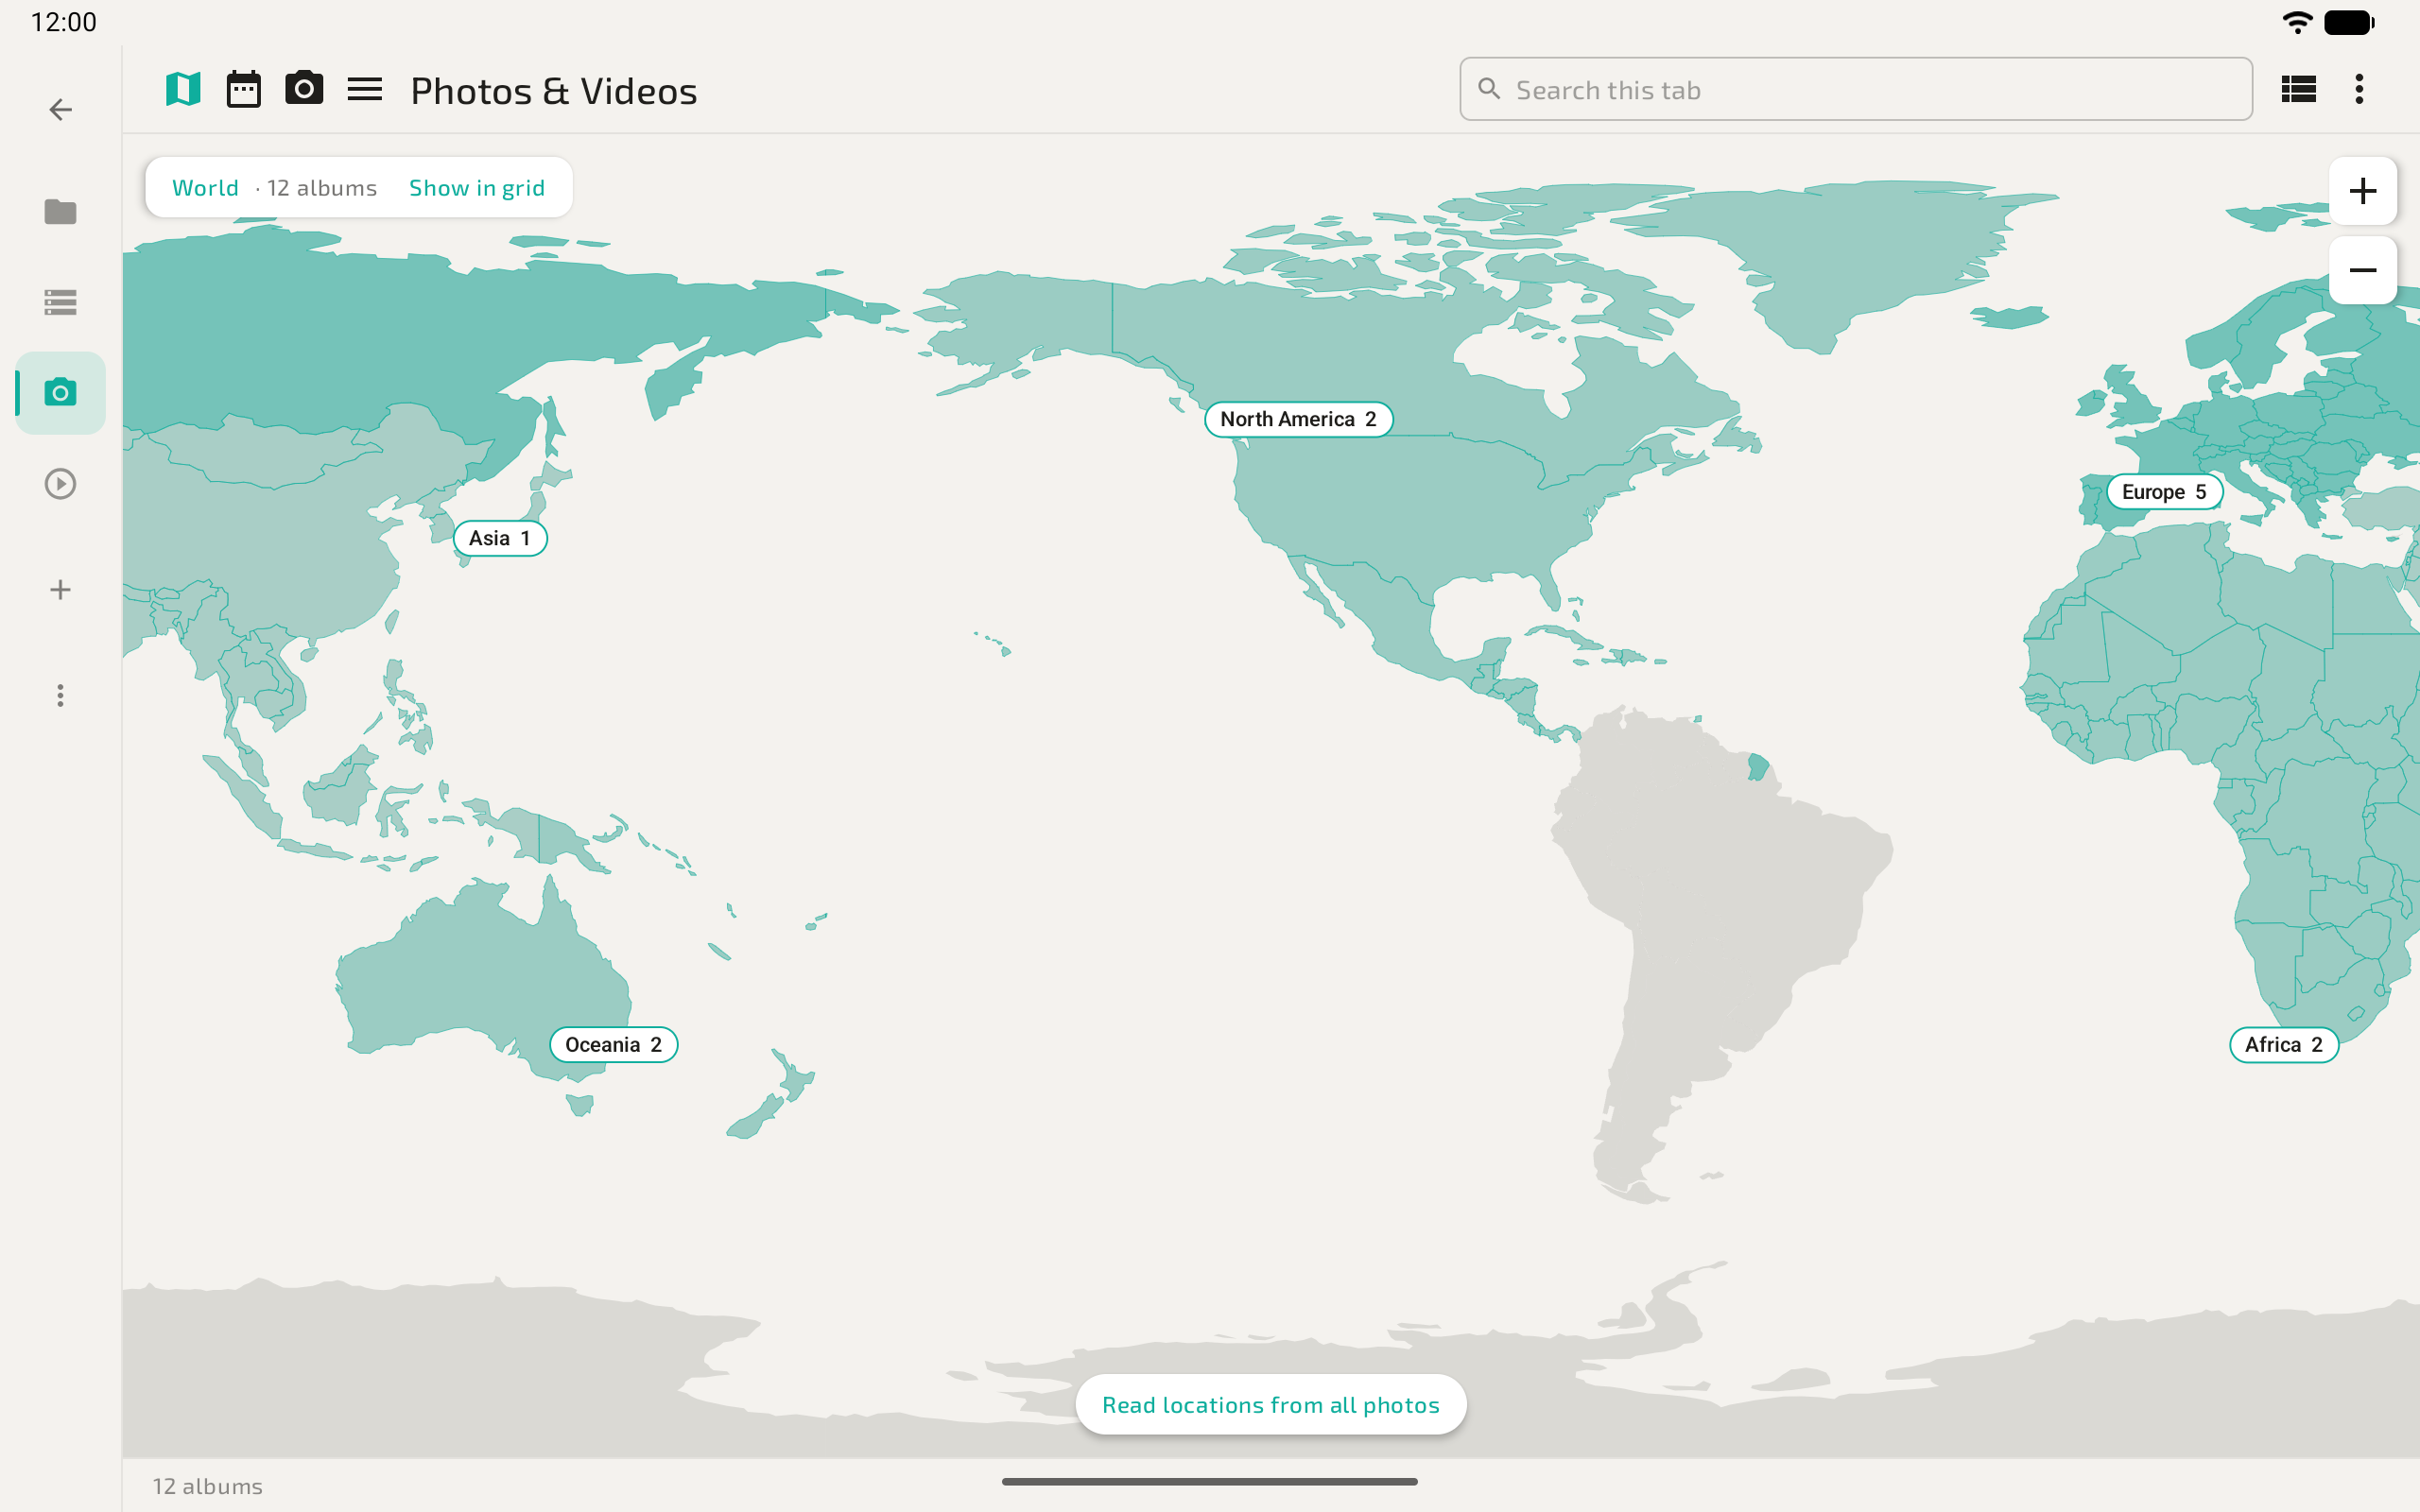 12:00
Photos & Videos
Search this tab
World · 12 albums Show in grid
North America 2
Europe 5
Asia 1
Oceania 2
Africa 2
Read locations from all photos
12 albums